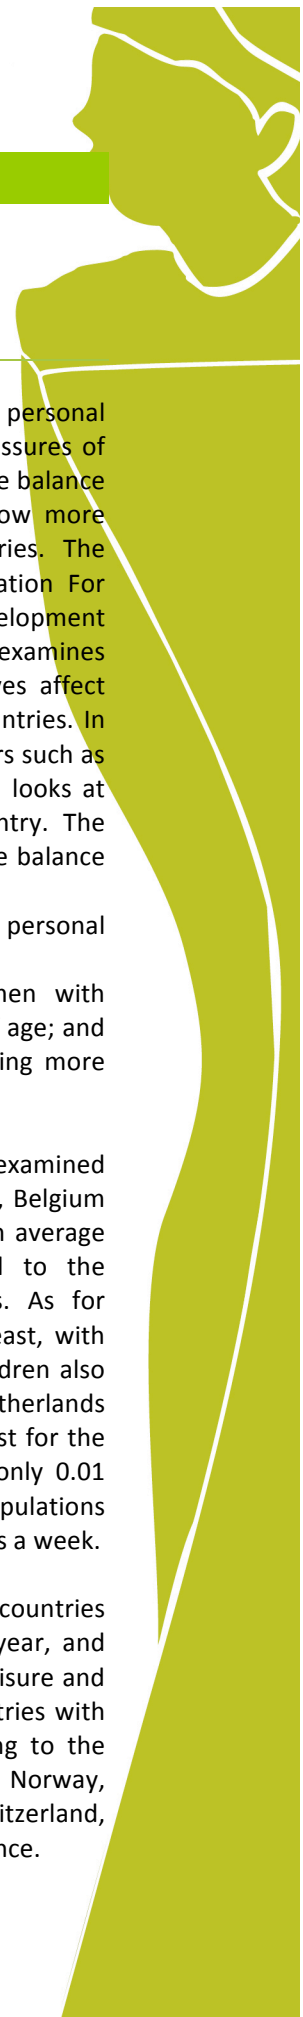 personal
ssures of
e balance
ow more
ries. The
ation For
elopment
examines
es affect
ntries. In
rs such as
looks at
ntry. The
e balance
personal
en with
age; and
ing more
examined
, Belgium
n average
to the
s. As for
east, with
dren also
therlands
st for the
only 0.01
pulations
s a week.
countries
year, and
isure and
tries with
ng to the
Norway,
itzerland,
nce.